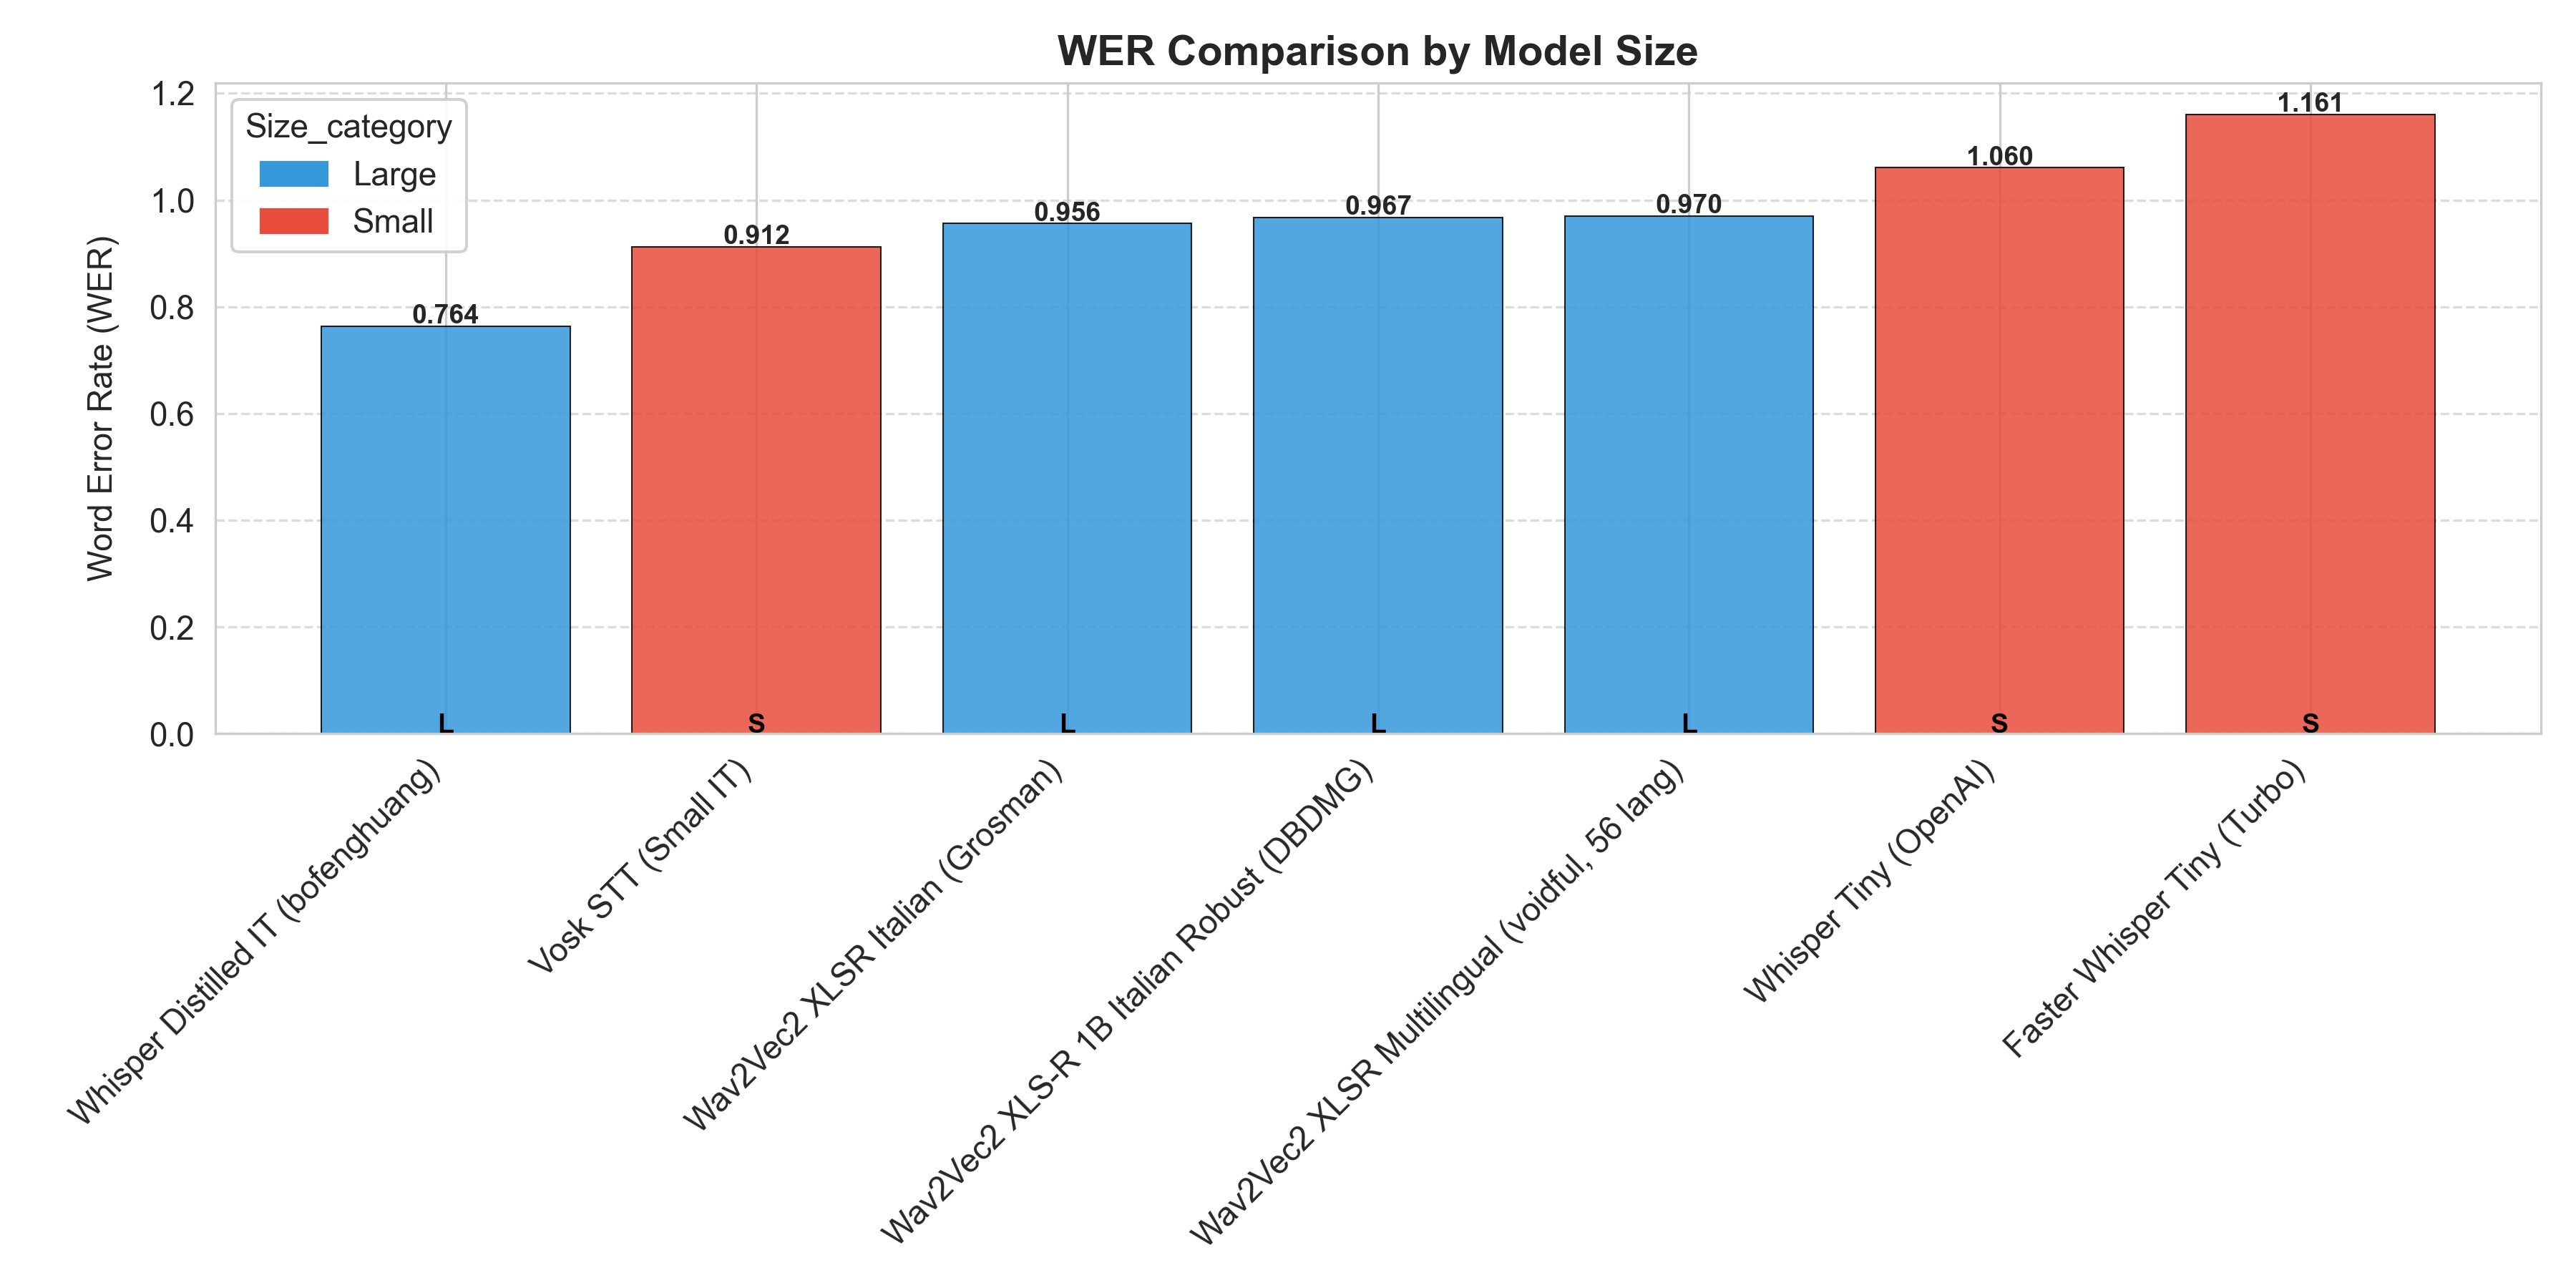 WER Comparison by Model Size
Word Error Rate (WER)
1.2
1.0
0.8
0.6
0.4
0.2
0.0
Size_category
Large
Small
0.764
0.912
0.956
0.967
0.970
1.060
1.161
L
S
L
L
L
S
S
Whisper Distilled IT (bofenghuang)
Vosk STT (Small IT)
Wav2Vec2 XLSR Italian (Grosman)
Wav2Vec2 XLS-R 1B Italian Robust (DBDMG)
Wav2Vec2 XLSR Multilingual (voidful, 56 lang)
Whisper Tiny (OpenAI)
Faster Whisper Tiny (Turbo)